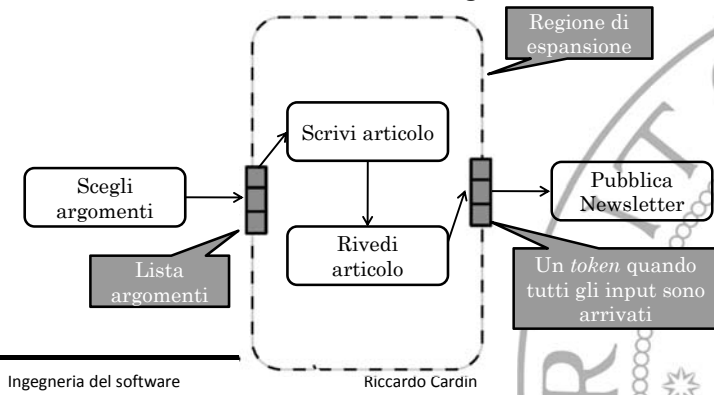 Regione di
espansione
Scrivi articolo
Scegli
argomenti
Pubblica
Newsletter
Rivedi
articolo
Lista
argomenti
Un token quando
tutti gli input sono
arrivati
Ingegneria del software
Riccardo Cardin